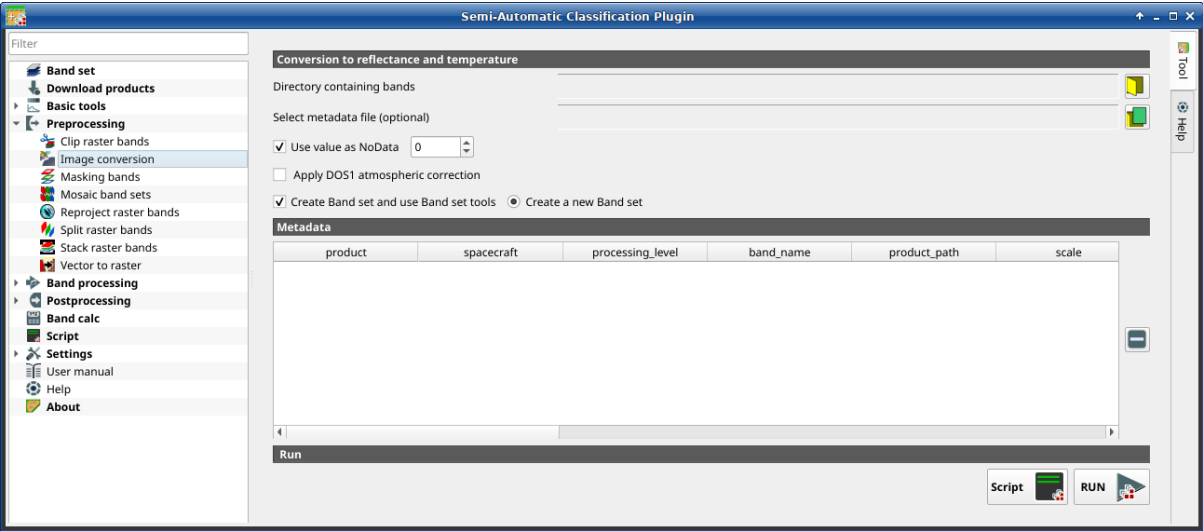 Semi-Automatic Classification Plugin
Filter
Band set
Download products
Basic tools
Preprocessing
Clip raster bands
Image conversion
Masking bands
Mosaic band sets
Reproject raster bands
Split raster bands
Stack raster bands
Vector to raster
Band processing
Postprocessing
Band calc
Script
Settings
User manual
Help
About
Conversion to reflectance and temperature
Directory containing bands
Select metadata file (optional)
Use value as NoData 0
Apply DOS1 atmospheric correction
Create Band set and use Band set tools Create a new Band set
Metadata
product spacecraft processing_level band_name product_path scale
Run
Script RUN
Tool
Help